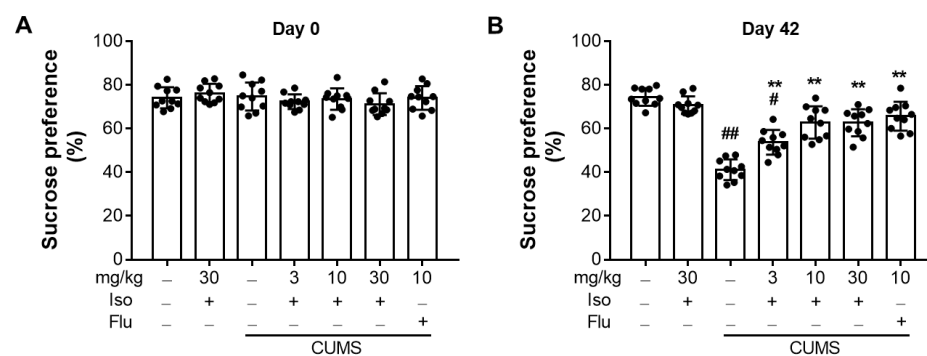 A
Day 0
Sucrose preference
(%)
100
80
60
40
20
0
mg/kg – 30 – 3 10 30 10
Iso – + – + + + –
Flu – – – – – – +
CUMS
B
Day 42
Sucrose preference
(%)
100
80
60
40
20
0
##
**
#
**
**
**
mg/kg – 30 – 3 10 30 10
Iso – + – + + + –
Flu – – – – – – +
CUMS